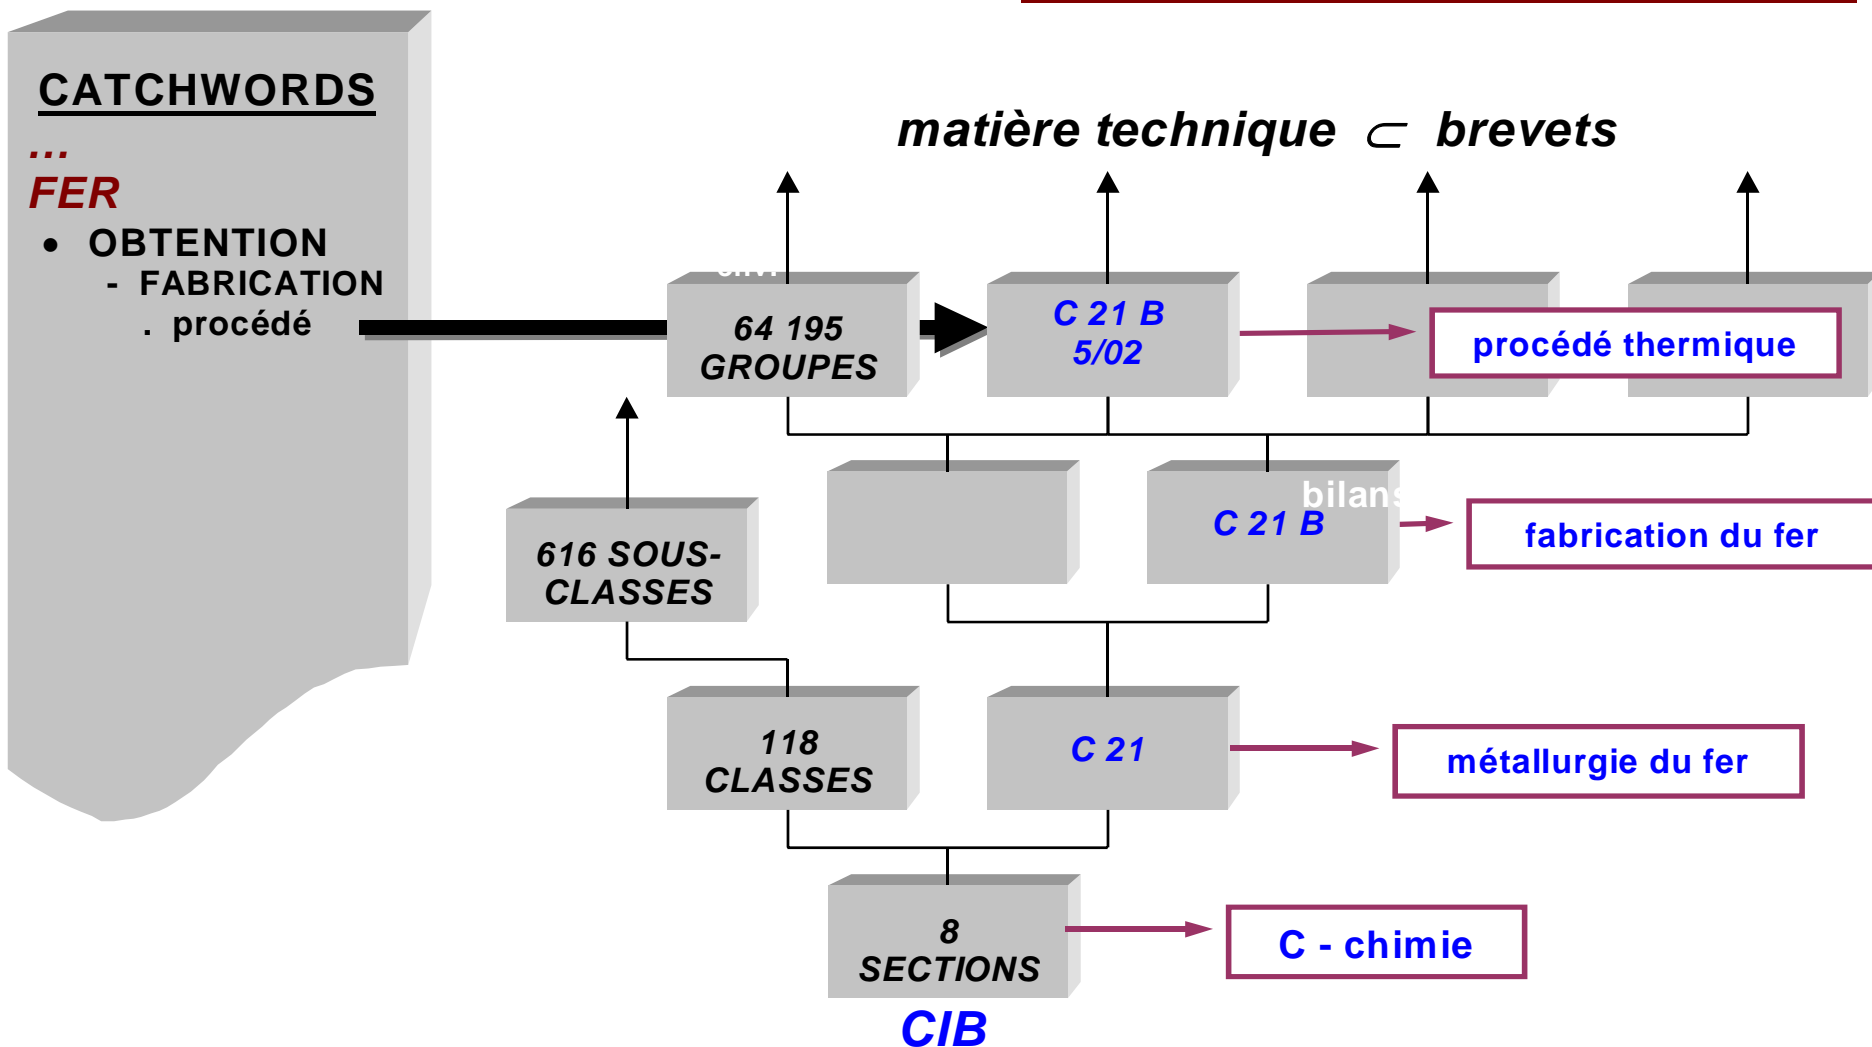 CATCHWORDS
...
FER
• OBTENTION
- FABRICATION
. procédé
matière technique ⊂ brevets
64 195
GROUPES
C 21 B
5/02
procédé thermique
616 SOUS-
CLASSES
bilans
C 21 B
fabrication du fer
118
CLASSES
C 21
métallurgie du fer
8
SECTIONS
C - chimie
CIB